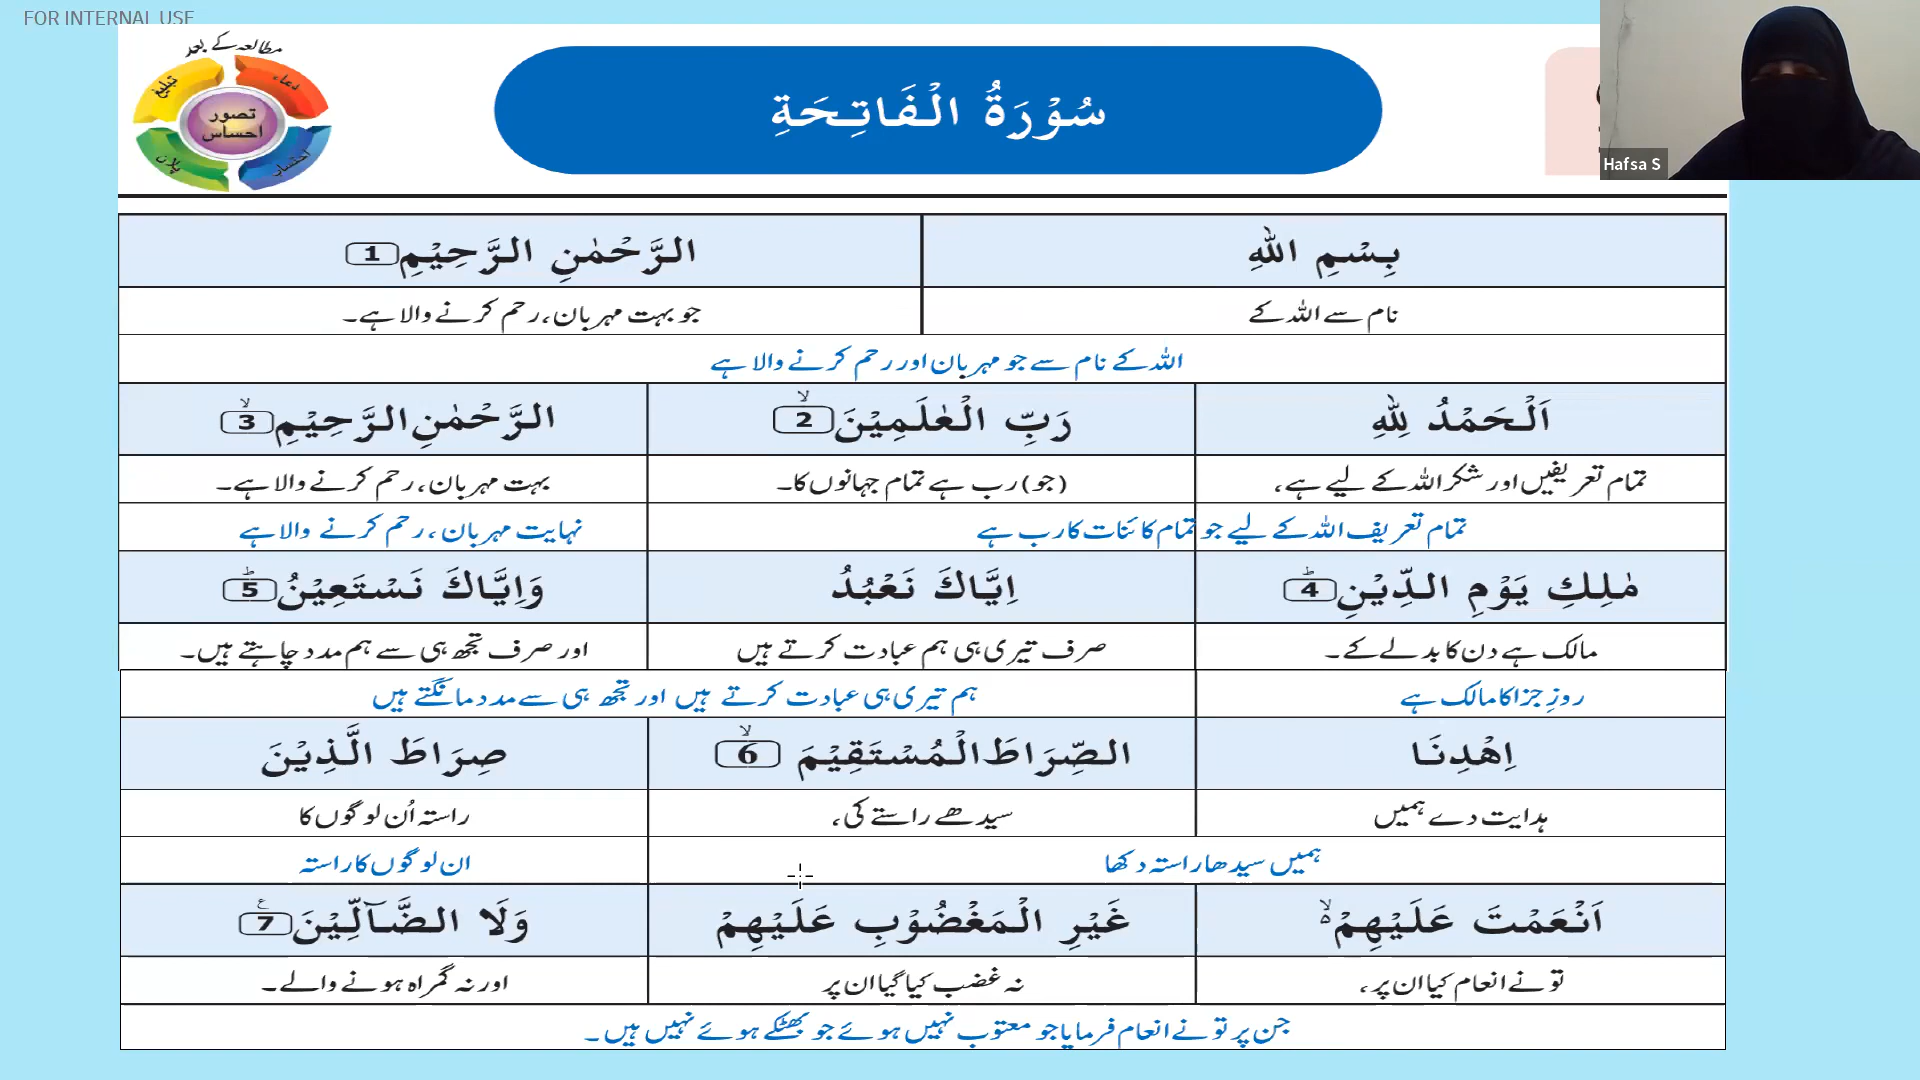 FOR INTERNAL USE
مطالعہ کے بعد
دعاء
تبلیغ
تصور
احساس
پلان
احتساب
سُوْرَةُ الْفَاتِحَةِ
Hafsa S
بِسْمِ اللهِ الرَّحْمٰنِ الرَّحِيْمِ 1
نام سے اللہ کے جو بہت مہربان، رحم کرنے والا ہے۔
اللہ کے نام سے جو مہربان اور رحم کرنے والا ہے
اَلْحَمْدُ لِلّٰهِ رَبِّ الْعٰلَمِيْنَ 2 ۙ الرَّحْمٰنِ الرَّحِيْمِ 3 ۙ
تمام تعریفیں اور شکر اللہ کے لیے ہے، (جو) رب ہے تمام جہانوں کا۔ بہت مہربان، رحم کرنے والا ہے۔
تمام تعریف اللہ کے لیے جو تمام کائنات کا رب ہے نہایت مہربان، رحم کرنے والا ہے
مٰلِكِ يَوْمِ الدِّيْنِ 4 ؕ اِيَّاكَ نَعْبُدُ وَاِيَّاكَ نَسْتَعِيْنُ 5 ؕ
مالک ہے دن کا بدلے کے۔ صرف تیری ہی ہم عبادت کرتے ہیں اور صرف تجھ ہی سے ہم مدد چاہتے ہیں۔
روزِ جزا کا مالک ہے ہم تیری ہی عبادت کرتے ہیں اور تجھ ہی سے مدد مانگتے ہیں
اِهْدِنَا الصِّرَاطَ الْمُسْتَقِيْمَ 6 ۙ صِرَاطَ الَّذِيْنَ
ہدایت دے ہمیں سیدھے راستے کی، راستہ اُن لوگوں کا
ہمیں سیدھا راستہ دکھا ان لوگوں کا راستہ
اَنْعَمْتَ عَلَيْهِمْ ۙ۬ غَيْرِ الْمَغْضُوْبِ عَلَيْهِمْ وَلَا الضَّآلِّيْنَ 7 ع
تو نے انعام کیا ان پر، نہ غضب کیا گیا ان پر اور نہ گمراہ ہونے والے۔
جن پر تو نے انعام فرمایا جو معتوب نہیں ہوئے جو بھٹکے ہوئے نہیں ہیں۔